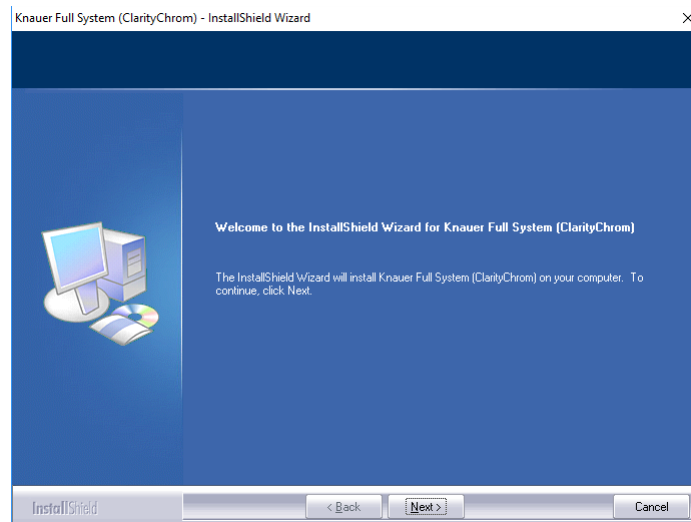 Knauer Full System (ClarityChrom) - InstallShield Wizard
Welcome to the InstallShield Wizard for Knauer Full System (ClarityChrom)
The InstallShield Wizard will install Knauer Full System (ClarityChrom) on your computer. To
continue, click Next.
InstallShield
< Back
Next >
Cancel